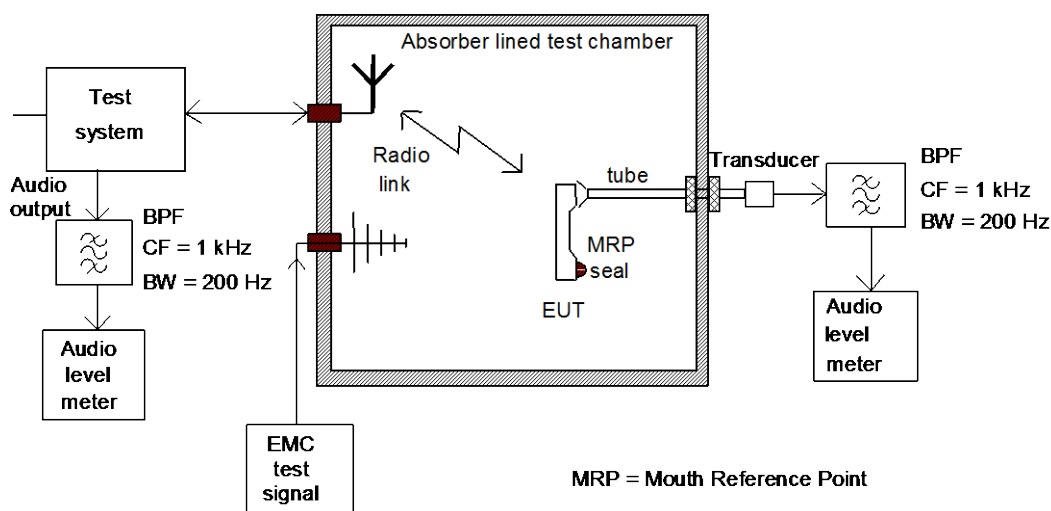 Absorber lined test chamber
Test
system
Radio
link
Audio
output
BPF
CF = 1 kHz
BW = 200 Hz
Audio
level
meter
EMC
test
signal
tube
MRP
seal
EUT
Transducer
BPF
CF = 1 kHz
BW = 200 Hz
Audio
level
meter
MRP = Mouth Reference Point